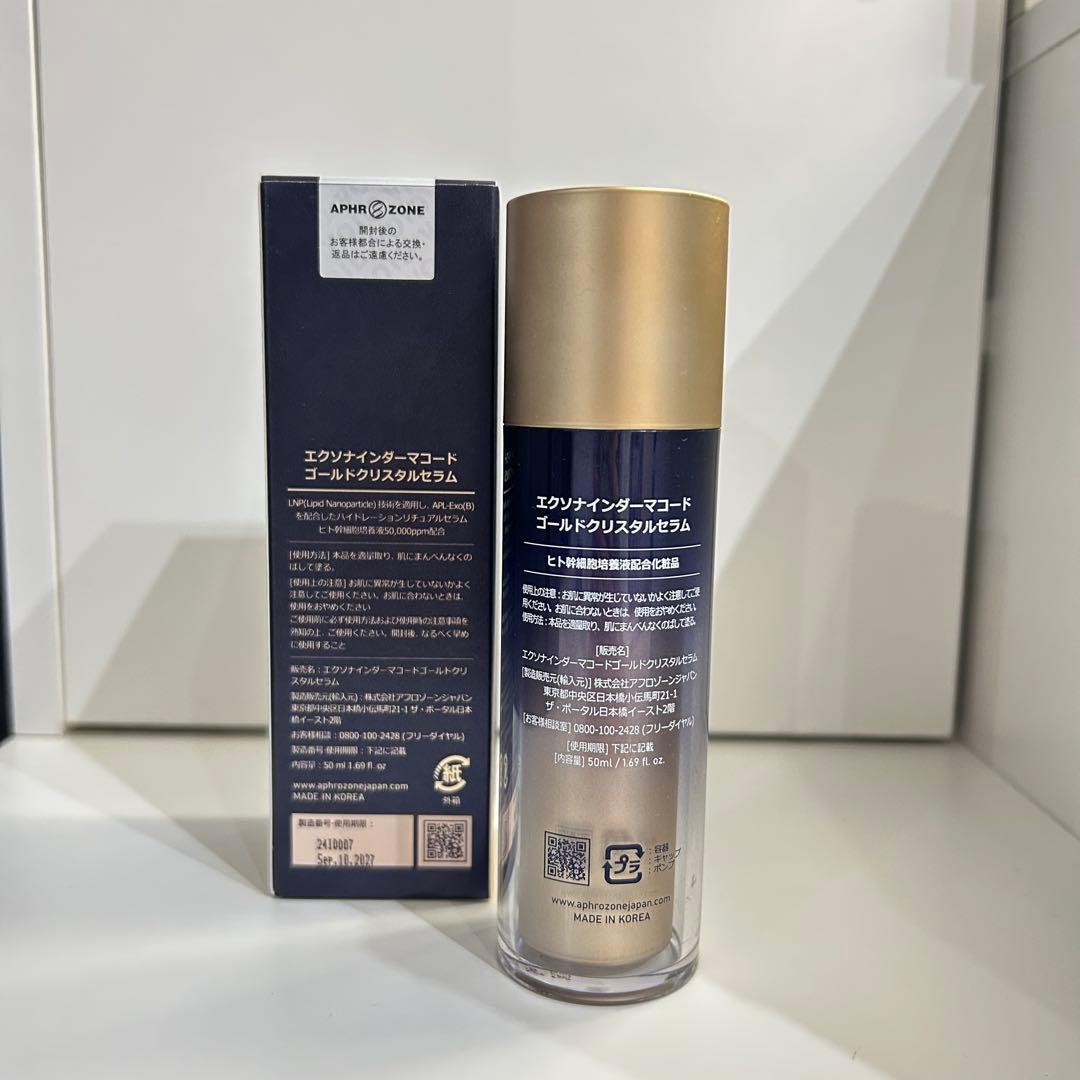 APHROZONE
開封後の
お客様都合による交換・
返品はご遠慮ください。
エクソナインダーマコード
ゴールドクリスタルセラム
LNP(Lipid Nanoparticle) 技術を適用し、APL-Exo(B)
を配合したハイドレーションリチュアルセラム
ヒト幹細胞培養液50,000ppm配合
[使用方法] 本品を適量取り、肌にまんべんなくの
ばして塗る。
[使用上の注意] お肌に異常が生じていないかよく
注意してご使用ください。お肌に合わないときは、
使用をおやめください
ご使用前に必ず使用方法および使用時の注意事項を
熟知の上、ご使用ください。開封後、なるべく早め
に使用すること
販売名:エクソナインダーマコードゴールドクリ
スタルセラム
製造販売元(輸入元):株式会社アフロゾーンジャパン
東京都中央区日本橋小伝馬町21-1 ザ・ポータル日本
橋イースト2階
お客様相談:0800-100-2428 (フリーダイヤル)
製造番号·使用期限:下記に記載
内容量:50 ml 1.69 fl. oz
www.aphrozonejapan.com
MADE IN KOREA
紙
外箱
製造番号·使用期限:
2410007
Sep.10.2027
エクソナインダーマコード
ゴールドクリスタルセラム
ヒト幹細胞培養液配合化粧品
使用上の注意:お肌に異常が生じていないかよく注意してご使
用ください。お肌に合わないときは、使用をおやめください。
使用方法:本品を適量取り、肌にまんべんなくのばして塗る。
[販売名]
エクソナインダーマコードゴールドクリスタルセラム
[製造販売元(輸入元)] 株式会社アフロゾーンジャパン
東京都中央区日本橋小伝馬町21-1
ザ・ポータル日本橋イースト2階
[お客様相談室] 0800-100-2428 (フリーダイヤル)
[使用期限] 下記に記載
[内容量] 50ml / 1.69 fl. oz.
プラ
:容器
:キャップ
:ポンプ
www.aphrozonejapan.com
MADE IN KOREA